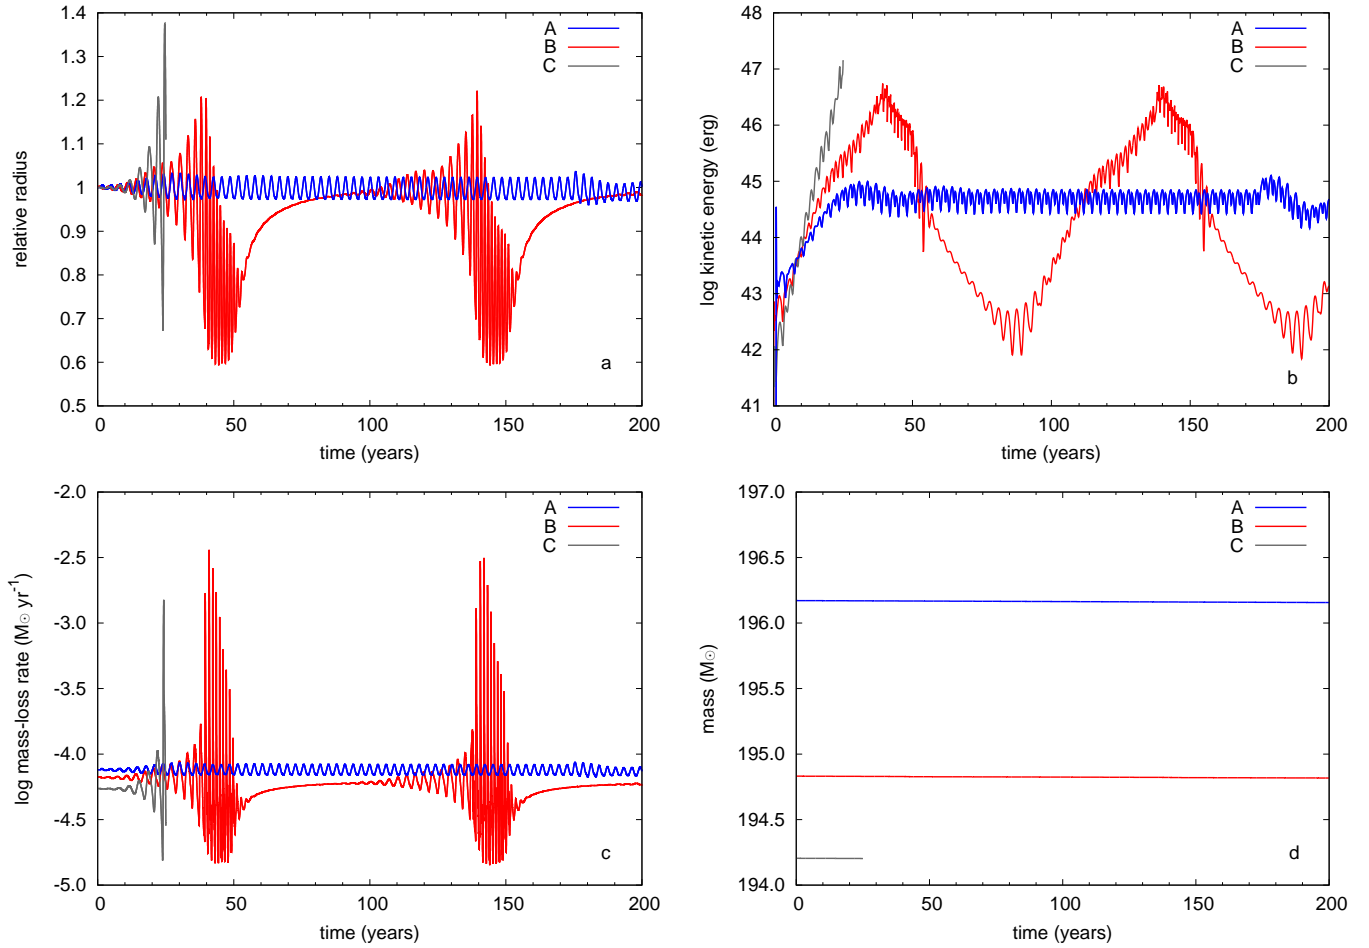 1.4
1.3
1.2
1.1
1
0.9
0.8
0.7
0.6
0.5
0
50
100
150
200
relative radius
time (years)
A
B
C
a
48
47
46
45
44
43
42
41
0
50
100
150
200
log kinetic energy (erg)
time (years)
A
B
C
b
-2.0
-2.5
-3.0
-3.5
-4.0
-4.5
-5.0
0
50
100
150
200
log mass-loss rate (M☉ yr-1)
time (years)
A
B
C
c
197.0
196.5
196.0
195.5
195.0
194.5
194.0
0
50
100
150
200
mass (M☉)
time (years)
A
B
C
d